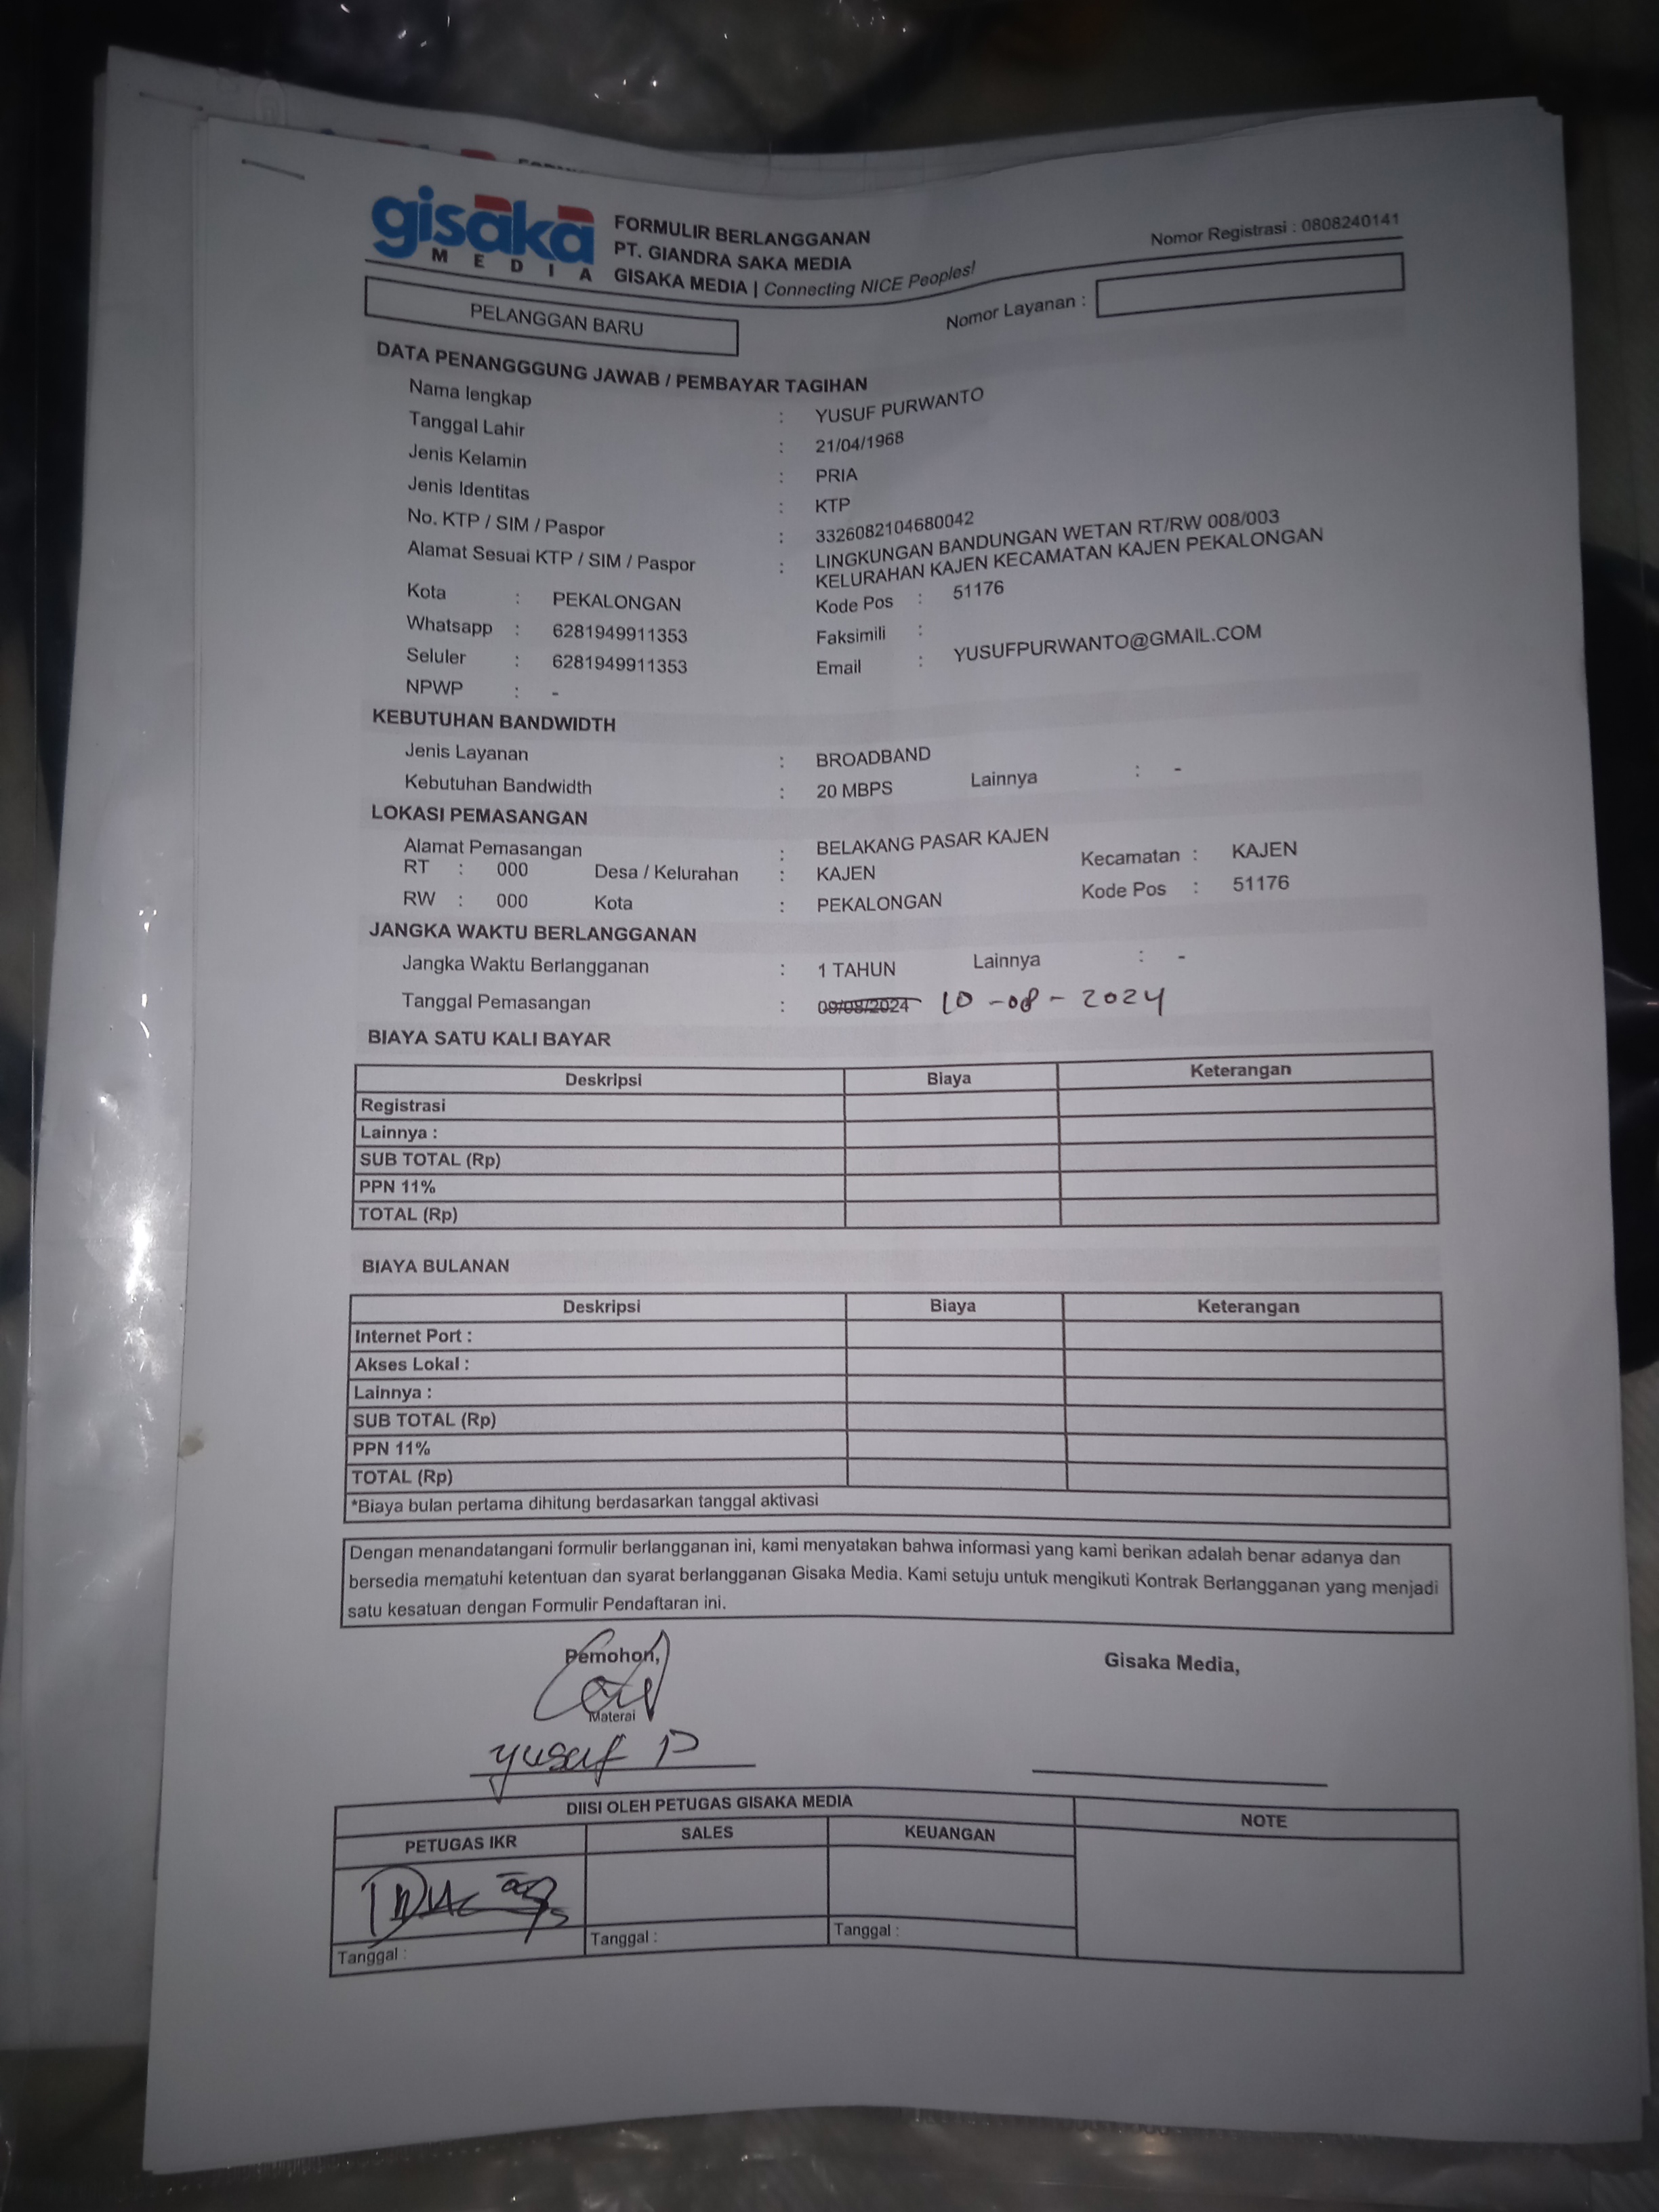 gisaka
MEDIA
FORMULIR BERLANGGANAN
PT. GIANDRA SAKA MEDIA
GISAKA MEDIA | Connecting NICE Peoples!
Nomor Registrasi : 0808240141
PELANGGAN BARU
Nomor Layanan :
DATA PENANGGGUNG JAWAB / PEMBAYAR TAGIHAN
Nama lengkap : YUSUF PURWANTO
Tanggal Lahir : 21/04/1968
Jenis Kelamin : PRIA
Jenis Identitas : KTP
No. KTP / SIM / Paspor : 3326082104680042
Alamat Sesuai KTP / SIM / Paspor : LINGKUNGAN BANDUNGAN WETAN RT/RW 008/003
KELURAHAN KAJEN KECAMATAN KAJEN PEKALONGAN
Kota : PEKALONGAN Kode Pos : 51176
Whatsapp : 6281949911353 Faksimili :
Seluler : 6281949911353 Email : YUSUFPURWANTO@GMAIL.COM
NPWP : -
KEBUTUHAN BANDWIDTH
Jenis Layanan : BROADBAND
Kebutuhan Bandwidth : 20 MBPS Lainnya : -
LOKASI PEMASANGAN
Alamat Pemasangan : BELAKANG PASAR KAJEN
RT : 000 Desa / Kelurahan : KAJEN Kecamatan : KAJEN
RW : 000 Kota : PEKALONGAN Kode Pos : 51176
JANGKA WAKTU BERLANGGANAN
Jangka Waktu Berlangganan : 1 TAHUN Lainnya : -
Tanggal Pemasangan : 09/08/2024 10-08-2024
BIAYA SATU KALI BAYAR
Deskripsi Biaya Keterangan
Registrasi
Lainnya :
SUB TOTAL (Rp)
PPN 11%
TOTAL (Rp)
BIAYA BULANAN
Deskripsi Biaya Keterangan
Internet Port :
Akses Lokal :
Lainnya :
SUB TOTAL (Rp)
PPN 11%
TOTAL (Rp)
*Biaya bulan pertama dihitung berdasarkan tanggal aktivasi
Dengan menandatangani formulir berlangganan ini, kami menyatakan bahwa informasi yang kami berikan adalah benar adanya dan
bersedia mematuhi ketentuan dan syarat berlangganan Gisaka Media. Kami setuju untuk mengikuti Kontrak Berlangganan yang menjadi
satu kesatuan dengan Formulir Pendaftaran ini.
Pemohon, Gisaka Media,
Materai
yusuf P
DIISI OLEH PETUGAS GISAKA MEDIA NOTE
PETUGAS IKR SALES KEUANGAN
Tanggal : Tanggal : Tanggal :